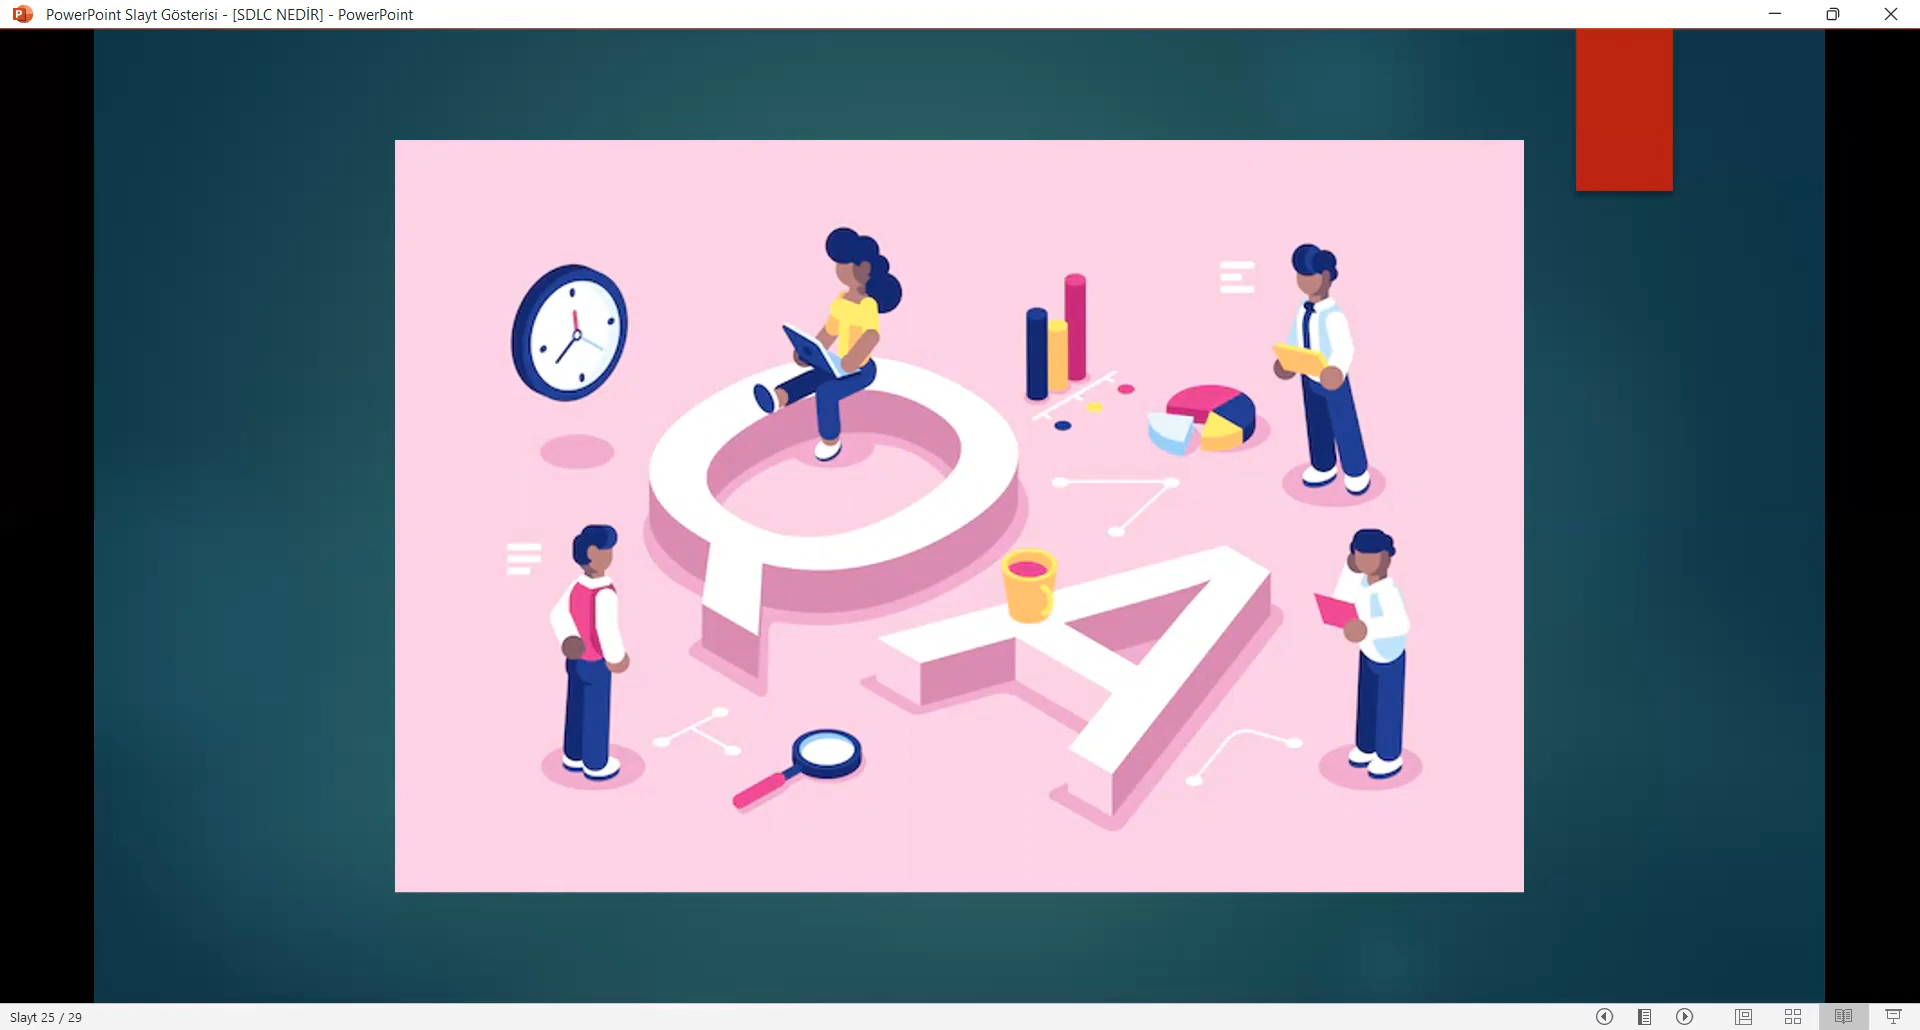 PowerPoint Slayt Gösterisi - [SDLC NEDİR] - PowerPoint
QA
Slayt 25 / 29